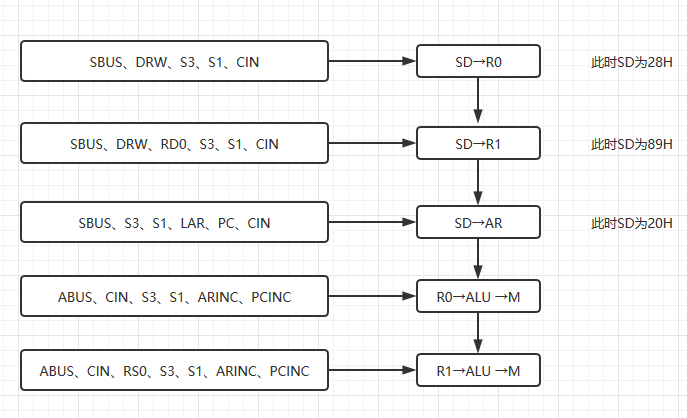 SBUS、DRW、S3、S1、CIN
SD→R0
此时SD为28H
SBUS、DRW、RD0、S3、S1、CIN
SD→R1
此时SD为89H
SBUS、S3、S1、LAR、PC、CIN
SD→AR
此时SD为20H
ABUS、CIN、S3、S1、ARINC、PCINC
R0→ALU →M
ABUS、CIN、RS0、S3、S1、ARINC、PCINC
R1→ALU →M